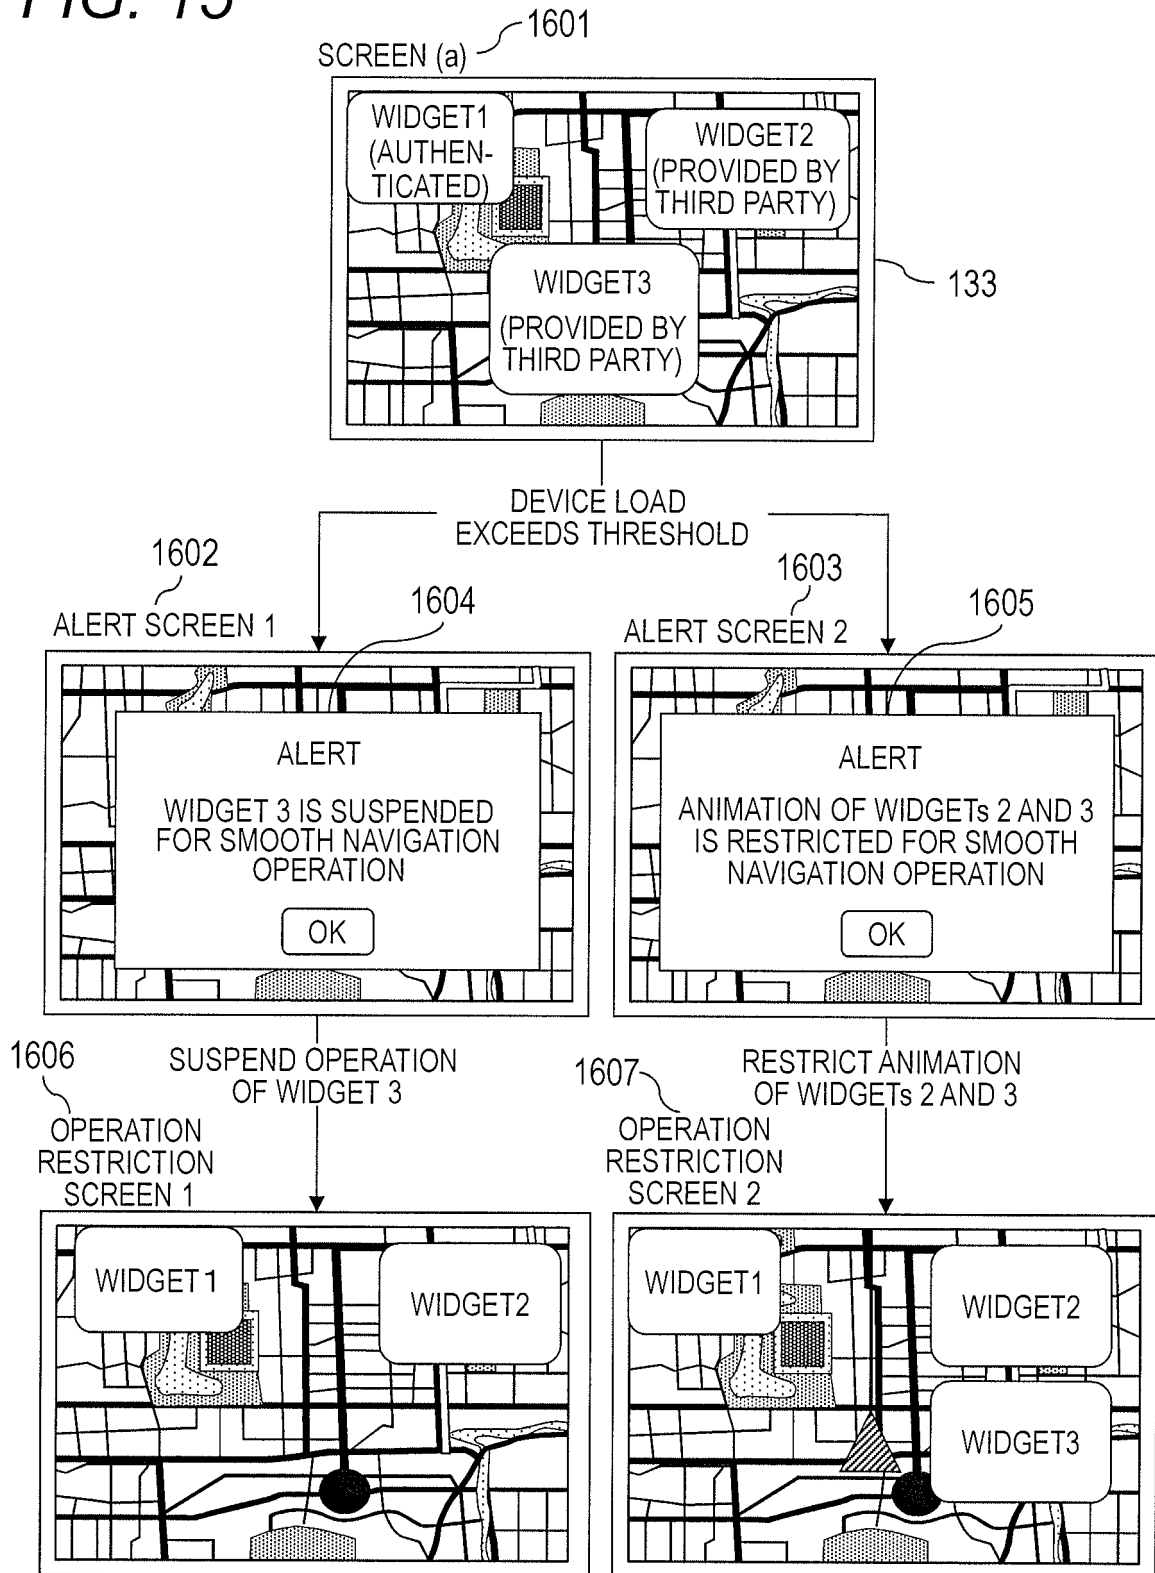 FIG. 15
1601
SCREEN (a)
WIDGET1
(AUTHEN-
TICATED)
WIDGET2
(PROVIDED BY
THIRD PARTY)
WIDGET3
(PROVIDED BY
THIRD PARTY)
133
DEVICE LOAD
EXCEEDS THRESHOLD
1602
ALERT SCREEN 1
1604
1603
ALERT SCREEN 2
1605
ALERT
WIDGET 3 IS SUSPENDED
FOR SMOOTH NAVIGATION
OPERATION
OK
ALERT
ANIMATION OF WIDGETs 2 AND 3
IS RESTRICTED FOR SMOOTH
NAVIGATION OPERATION
OK
1606
SUSPEND OPERATION
OF WIDGET 3
OPERATION
RESTRICTION
SCREEN 1
1607
RESTRICT ANIMATION
OF WIDGETs 2 AND 3
OPERATION
RESTRICTION
SCREEN 2
WIDGET1
WIDGET2
WIDGET1
WIDGET2
WIDGET3